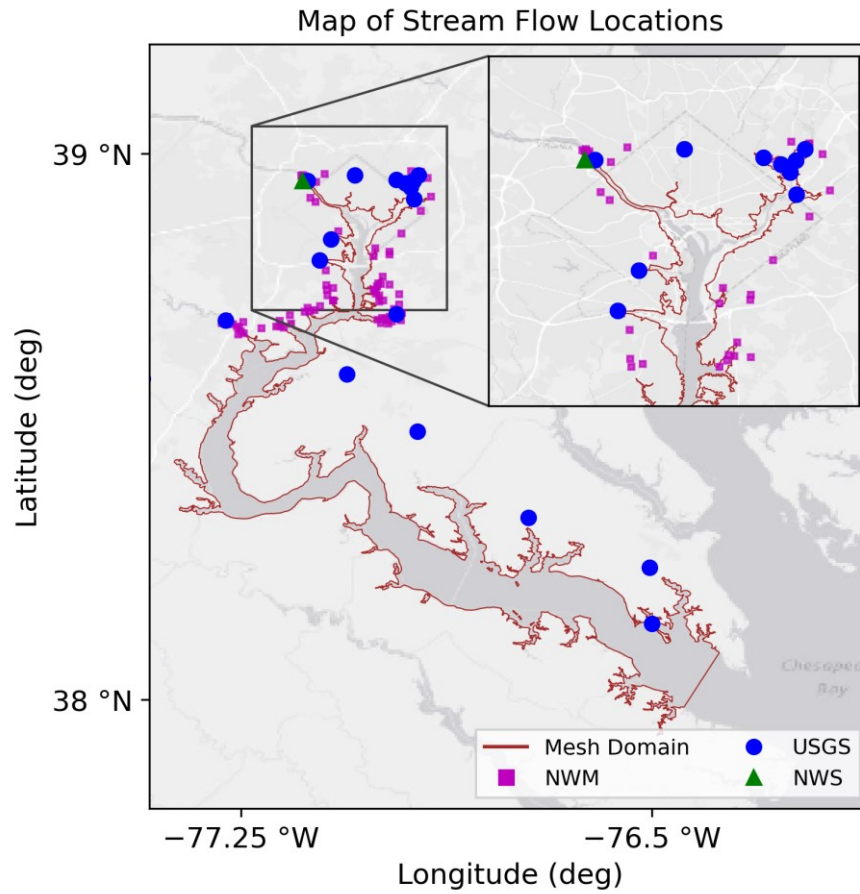 Map of Stream Flow Locations
39 °N
38 °N
Latitude (deg)
Chesapea
Bay
Mesh Domain
NWM
USGS
NWS
−77.25 °W
−76.5 °W
Longitude (deg)